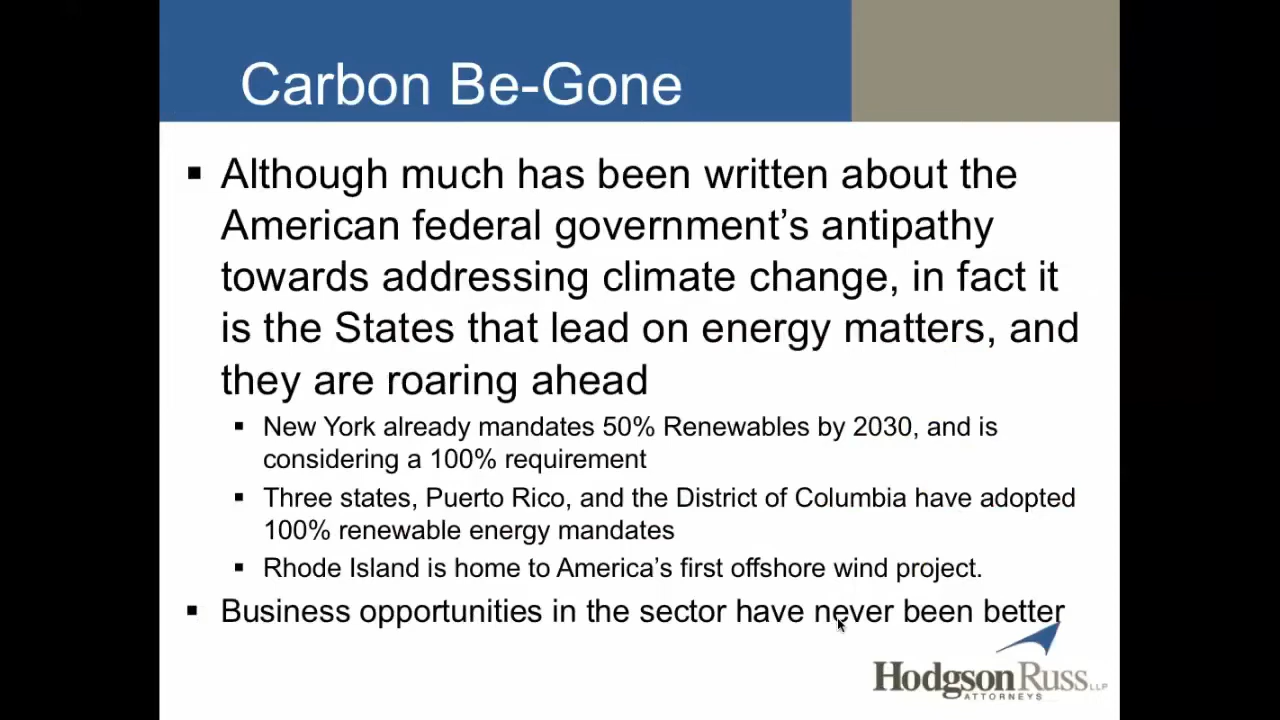 Carbon Be-Gone
▪ Although much has been written about the
American federal government’s antipathy
towards addressing climate change, in fact it
is the States that lead on energy matters, and
they are roaring ahead
▪ New York already mandates 50% Renewables by 2030, and is
considering a 100% requirement
▪ Three states, Puerto Rico, and the District of Columbia have adopted
100% renewable energy mandates
▪ Rhode Island is home to America’s first offshore wind project.
▪ Business opportunities in the sector have never been better
HodgsonRuss LLP
ATTORNEYS